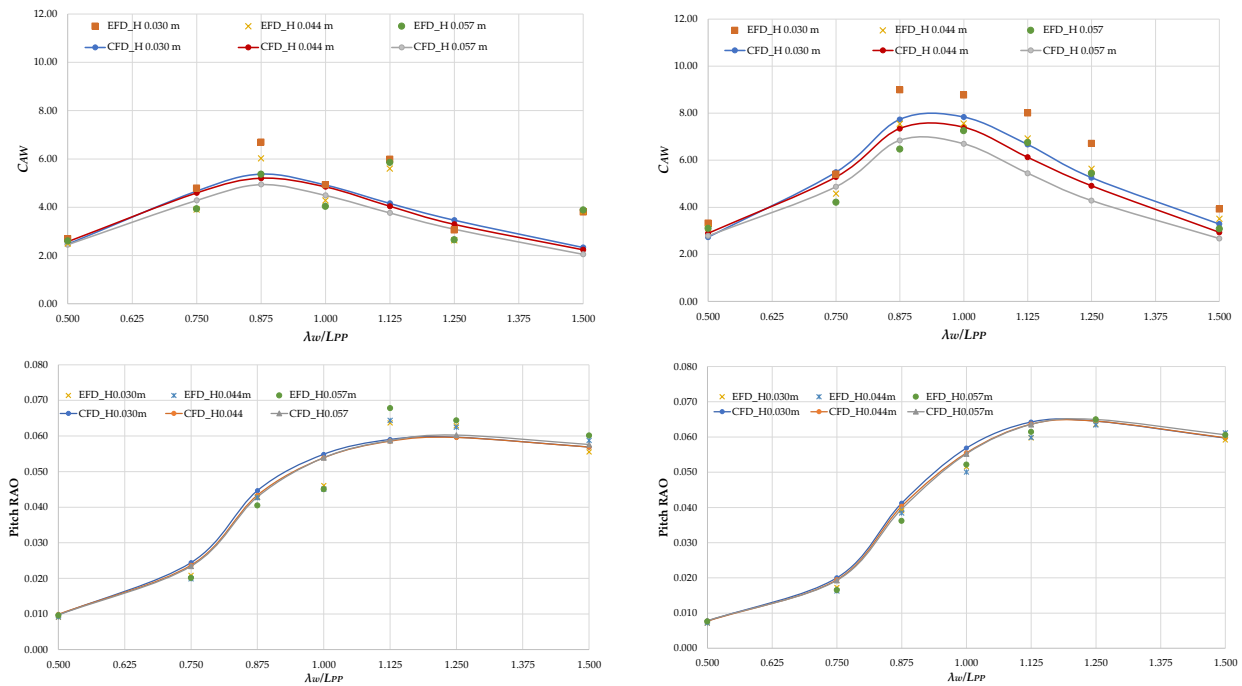 EFD_H 0.030 m EFD_H 0.044 m EFD_H 0.057 m
CFD_H 0.030 m CFD_H 0.044 m CFD_H 0.057 m
12.00
10.00
8.00
6.00
4.00
2.00
0.00
CAW
0.500 0.625 0.750 0.875 1.000 1.125 1.250 1.375 1.500
λw/LPP
EFD_H 0.030 m EFD_H 0.044 m EFD_H 0.057
CFD_H 0.030 m CFD_H 0.044 m CFD_H 0.057 m
12.00
10.00
8.00
6.00
4.00
2.00
0.00
CAW
0.500 0.625 0.750 0.875 1.000 1.125 1.250 1.375 1.500
λw/LPP
EFD_H0.030m EFD_H0.044m EFD_H0.057m
CFD_H0.030m CFD_H0.044 CFD_H0.057
0.080
0.070
0.060
0.050
0.040
0.030
0.020
0.010
0.000
Pitch RAO
0.500 0.625 0.750 0.875 1.000 1.125 1.250 1.375 1.500
λw/LPP
EFD_H0.030m EFD_H0.044m EFD_H0.057m
CFD_H0.030m CFD_H0.044m CFD_H0.057m
0.080
0.070
0.060
0.050
0.040
0.030
0.020
0.010
0.000
Pitch RAO
0.500 0.625 0.750 0.875 1.000 1.125 1.250 1.375 1.500
λw/LPP